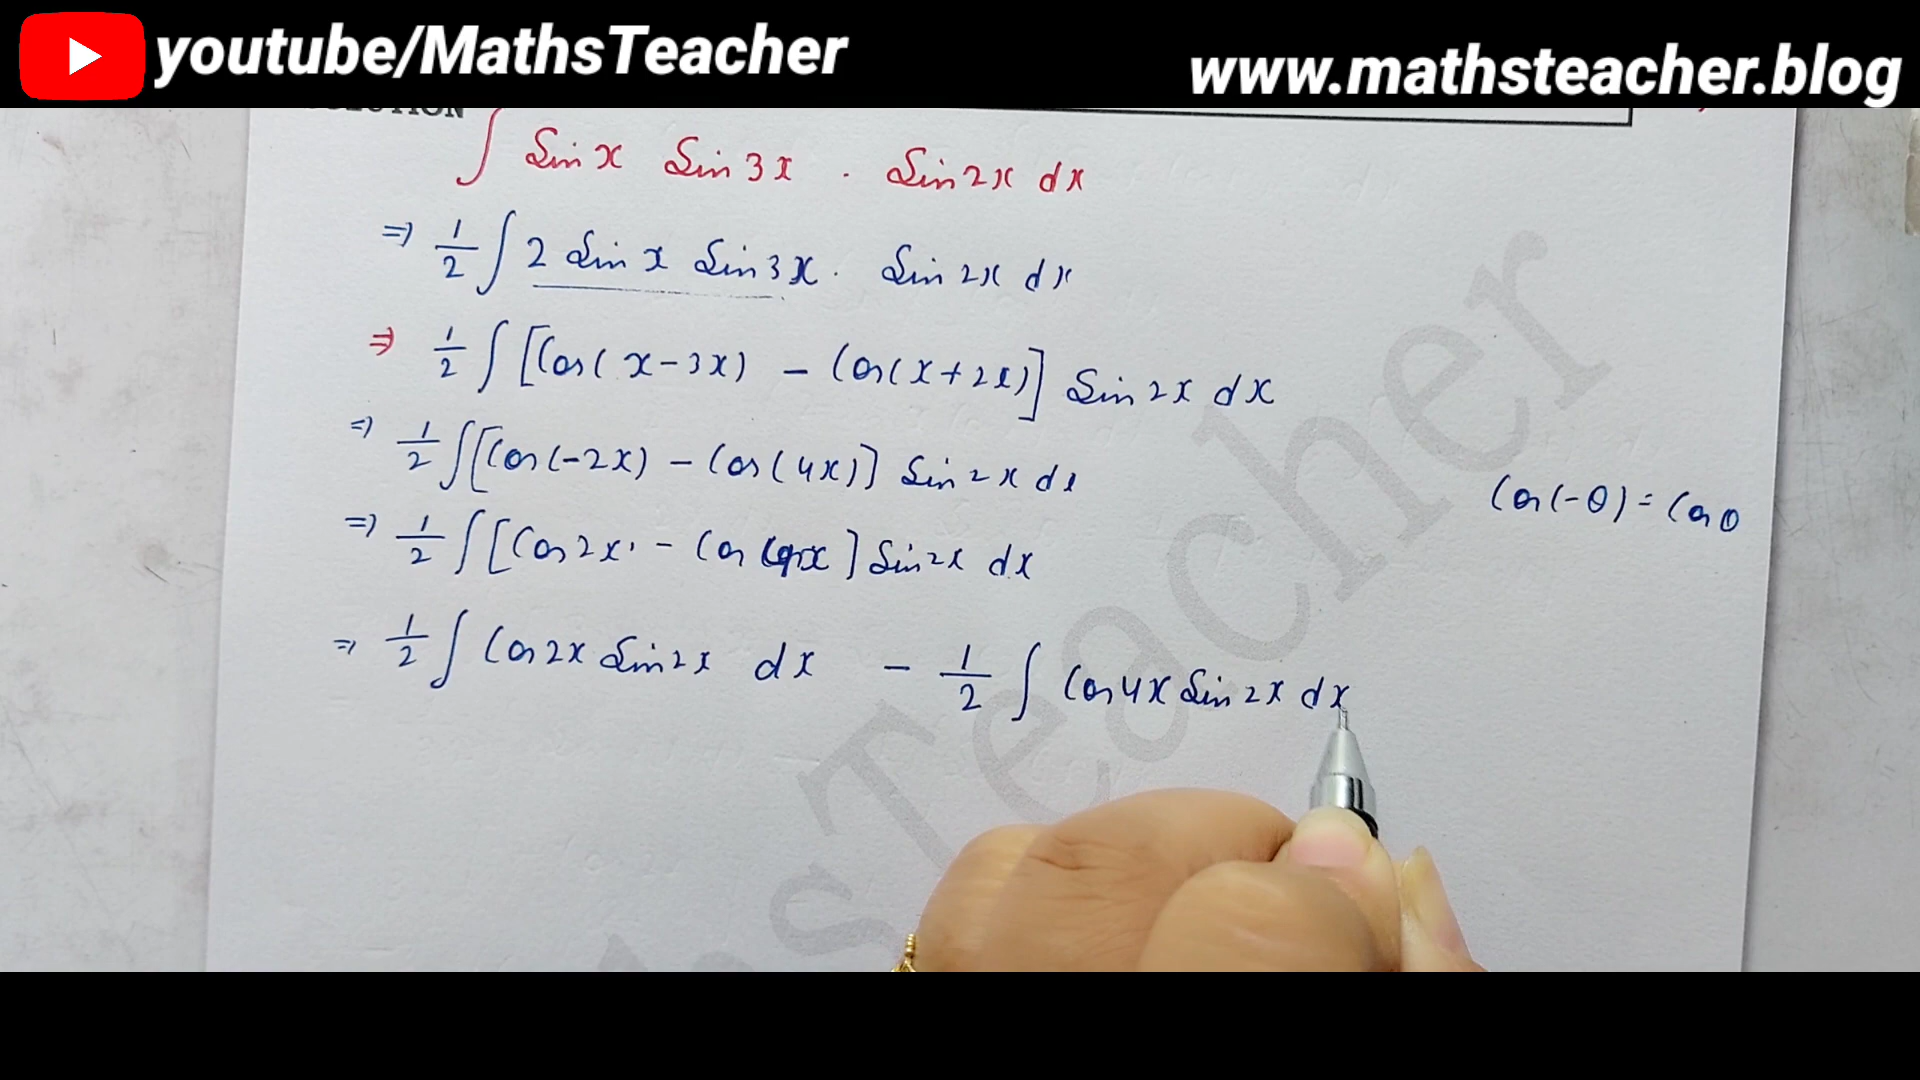 youtube/MathsTeacher
www.mathsteacher.blog
∫ Sin x Sin 3x . Sin 2x dx
⇒ 1/2 ∫ 2 Sin x Sin 3x . Sin 2x dx
⇒ 1/2 ∫ [Cos( x-3x) - Cos(x+2x)] Sin 2x dx
⇒ 1/2 ∫ [Cos(-2x) - Cos(4x)] Sin 2x dx
Cos(-θ) = Cos θ
⇒ 1/2 ∫ [Cos 2x - Cos 4x ] Sin 2x dx
⇒ 1/2 ∫ Cos 2x Sin 2x dx - 1/2 ∫ Cos 4x Sin 2x dx
Teacher